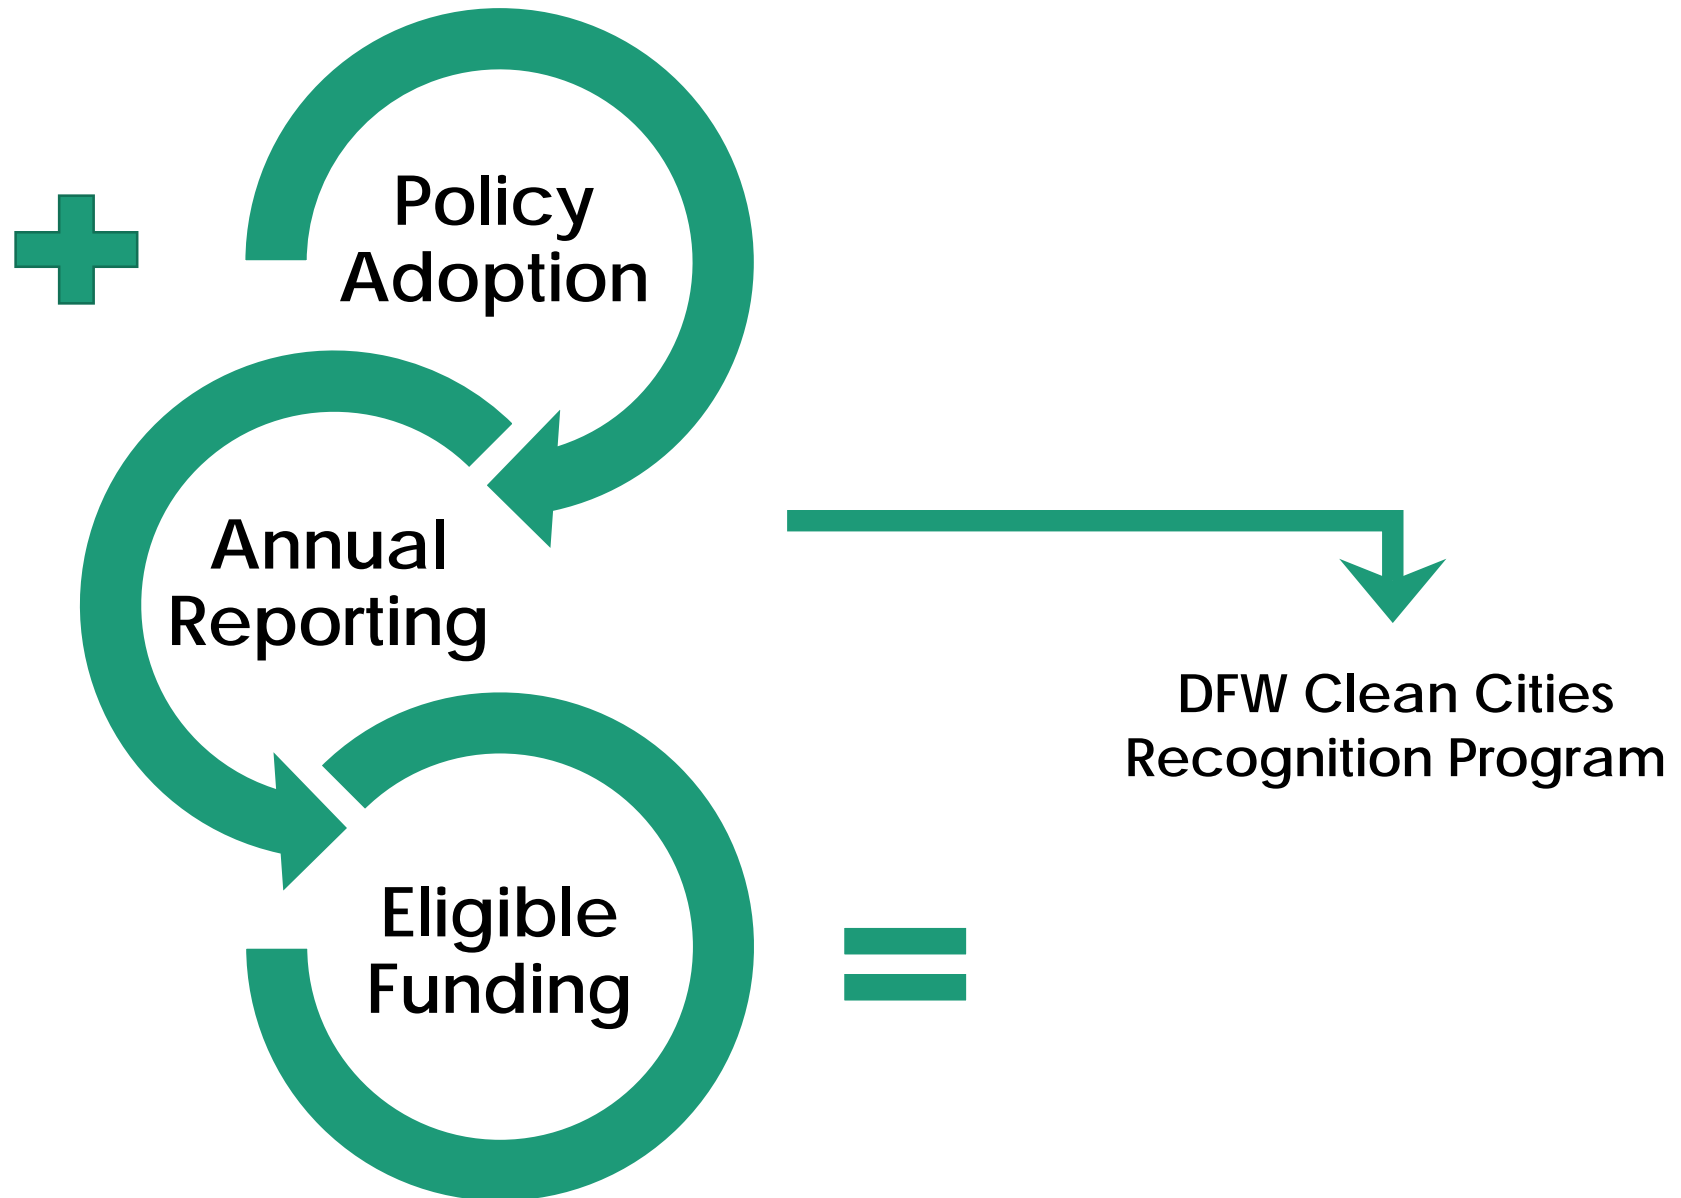 Policy
Adoption
Annual
Reporting
DFW Clean Cities
Recognition Program
Eligible
Funding